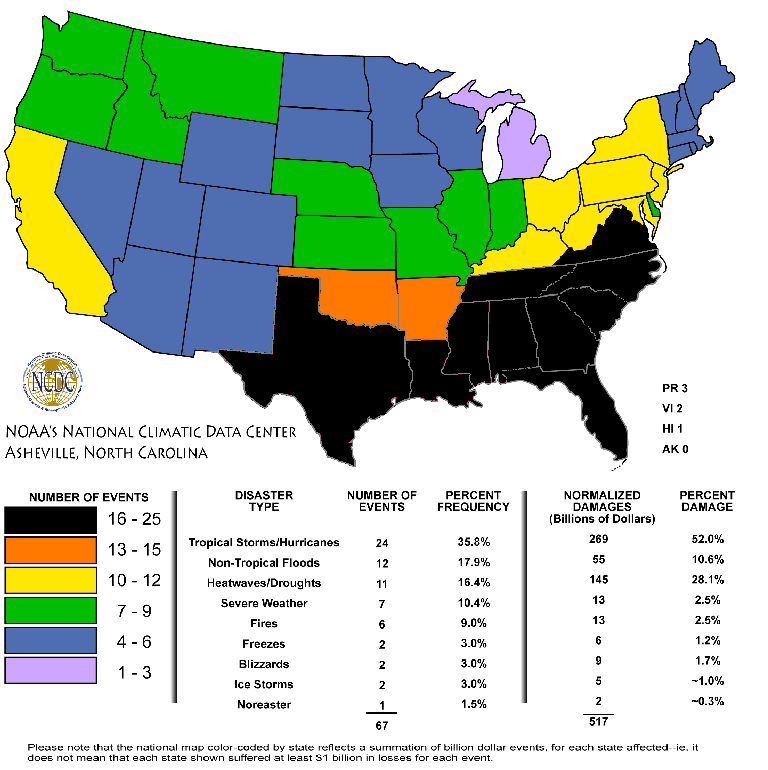 NCDC
NOAA's National Climatic Data Center
Asheville, North Carolina
PR 3
VI 2
HI 1
AK 0
NUMBER OF EVENTS
16 - 25
13 - 15
10 - 12
7 - 9
4 - 6
1 - 3
DISASTER TYPE NUMBER OF EVENTS PERCENT FREQUENCY NORMALIZED DAMAGES (Billions of Dollars) PERCENT DAMAGE
Tropical Storms/Hurricanes 24 35.8% 269 52.0%
Non-Tropical Floods 12 17.9% 55 10.6%
Heatwaves/Droughts 11 16.4% 145 28.1%
Severe Weather 7 10.4% 13 2.5%
Fires 6 9.0% 13 2.5%
Freezes 2 3.0% 6 1.2%
Blizzards 2 3.0% 9 1.7%
Ice Storms 2 3.0% 5 ~1.0%
Noreaster 1 1.5% 2 ~0.3%
67 517
Please note that the national map color-coded by state reflects a summation of billion dollar events, for each state affected--ie. it
does not mean that each state shown suffered at least $1 billion in losses for each event.